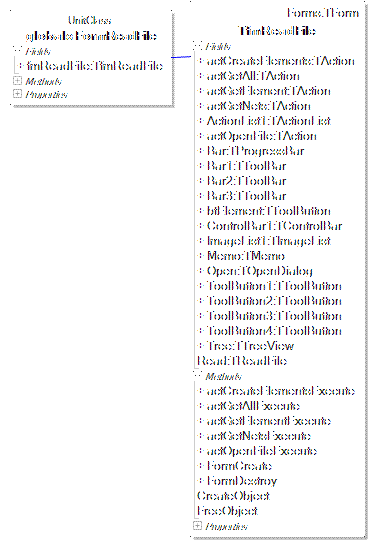 UnitClass
globals:FormReadFile
Fields
frmReadFile:TfrmReadFile
Methods
Properties
Forms.TForm
TfrmReadFile
Fields
actCreateElements:TAction
actGetAll:TAction
actGetElement:TAction
actGetNets:TAction
ActionList1:TActionList
actOpenFile:TAction
Bar:TProgressBar
Bar1:TToolBar
Bar2:TToolBar
Bar3:TToolBar
btElement:TToolButton
ControlBar1:TControlBar
ImageList1:TImageList
Memo:TMemo
Open:TOpenDialog
ToolButton1:TToolButton
ToolButton2:TToolButton
ToolButton3:TToolButton
ToolButton4:TToolButton
Tree:TTreeView
Read:TReadFile
Methods
actCreateElementsExecute
actGetAllExecute
actGetElementExecute
actGetNetsExecute
actOpenFileExecute
FormCreate
FormDestroy
CreateObject
FreeObject
Properties